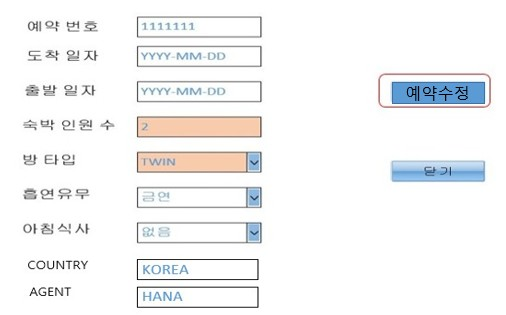 예약 번호 1111111
도착 일자 YYYY-MM-DD
출발 일자 YYYY-MM-DD
예약수정
숙박 인원 수 2
방 타입 TWIN
닫기
흡연유무 금연
아침식사 없음
COUNTRY KOREA
AGENT HANA